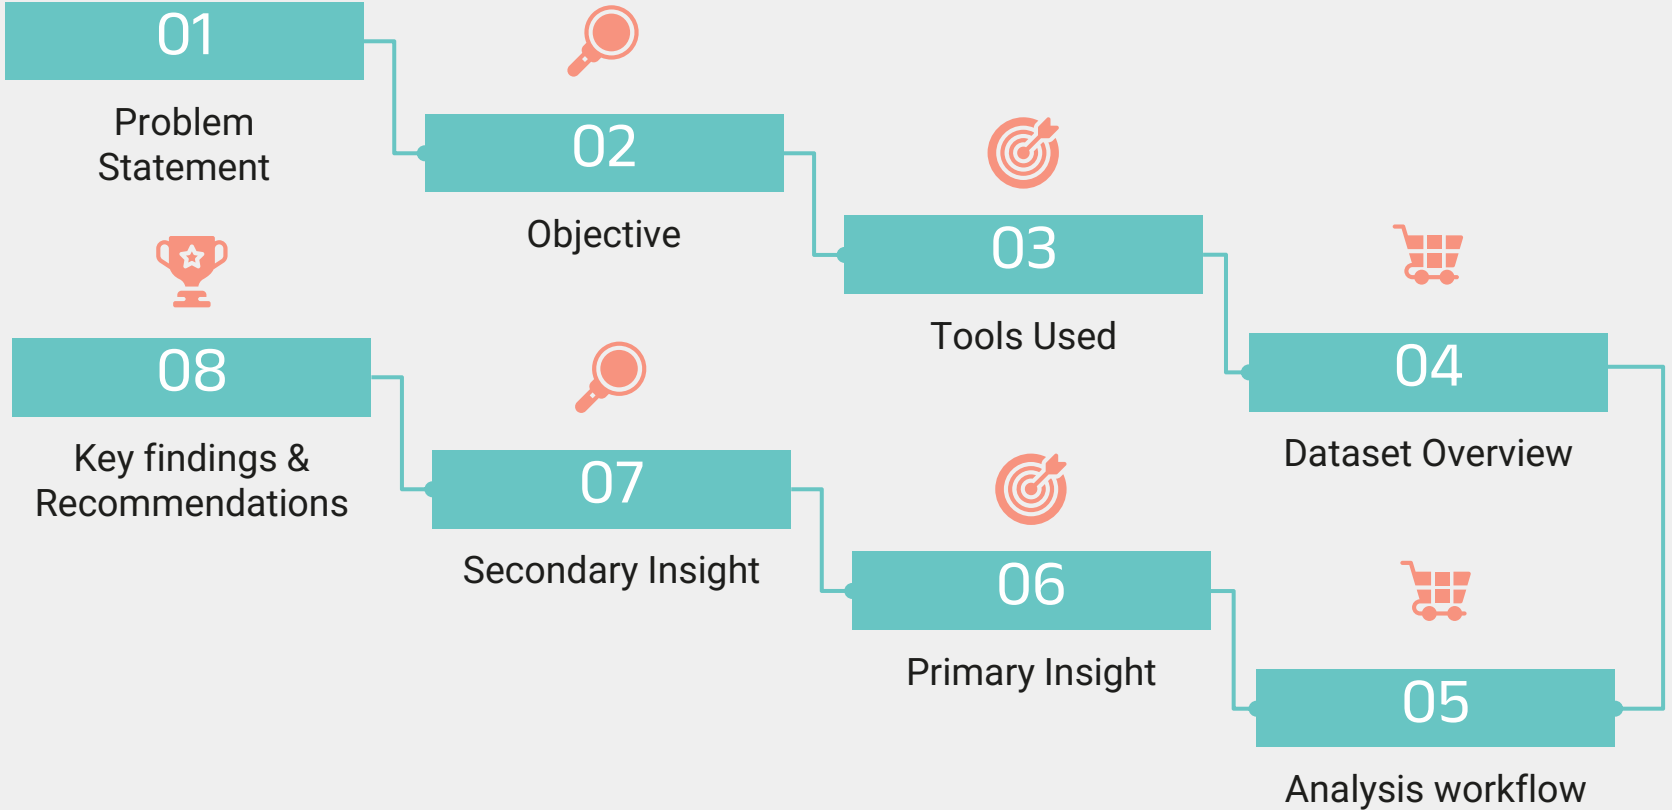 01
Problem
Statement
02
Objective
03
Tools Used
04
Dataset Overview
05
Analysis workflow
06
Primary Insight
07
Secondary Insight
08
Key findings &
Recommendations